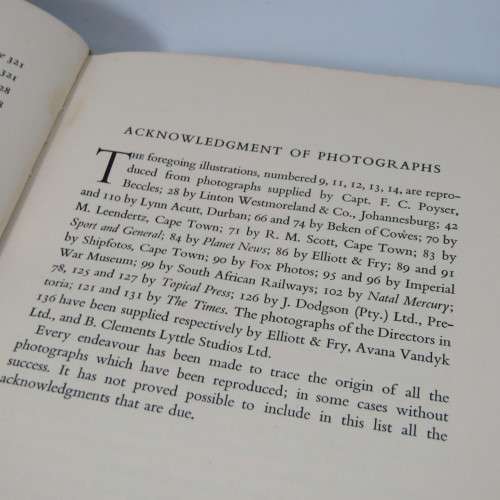 321
321
28
8
ACKNOWLEDGMENT OF PHOTOGRAPHS
THE foregoing illustrations, numbered 9, 11, 12, 13, 14, are repro-
duced from photographs supplied by Capt. F. C. Poyser,
Beccles; 28 by Linton Westmoreland & Co., Johannesburg; 42
and 110 by Lynn Acutt, Durban; 66 and 74 by Beken of Cowes; 70 by
M. Leendertz, Cape Town; 71 by R. M. Scott, Cape Town; 83 by
Sport and General; 84 by Planet News; 86 by Elliott & Fry; 89 and 91
by Shipfotos, Cape Town; 90 by Fox Photos; 95 and 96 by Imperial
War Museum; 99 by South African Railways; 102 by Natal Mercury;
78, 125 and 127 by Topical Press; 126 by J. Dodgson (Pty.) Ltd., Pre-
toria; 121 and 131 by The Times. The photographs of the Directors in
136 have been supplied respectively by Elliott & Fry, Avana Vandyk
Ltd., and B. Clements Lyttle Studios Ltd.
Every endeavour has been made to trace the origin of all the
photographs which have been reproduced; in some cases without
success. It has not proved possible to include in this list all the
acknowledgments that are due.